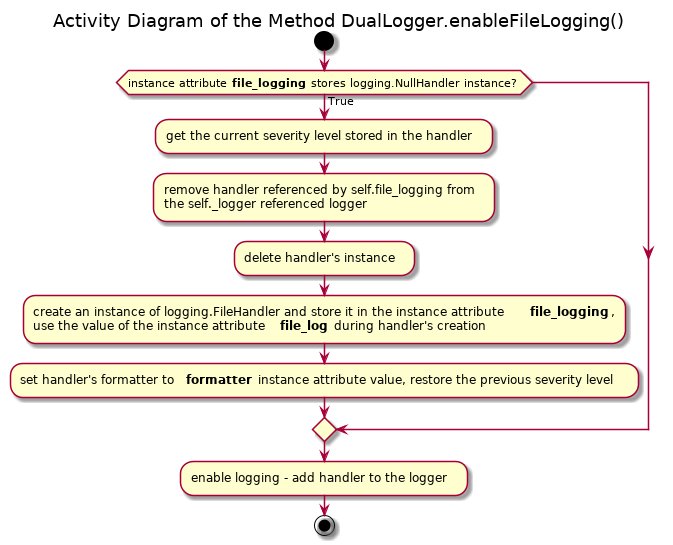 Activity Diagram of the Method DualLogger.enableFileLogging()
instance attribute file_logging stores logging.NullHandler instance?
True
get the current severity level stored in the handler
remove handler referenced by self.file_logging from
the self._logger referenced logger
delete handler's instance
create an instance of logging.FileHandler and store it in the instance attribute file_logging,
use the value of the instance attribute file_log during handler's creation
set handler's formatter to formatter instance attribute value, restore the previous severity level
enable logging - add handler to the logger